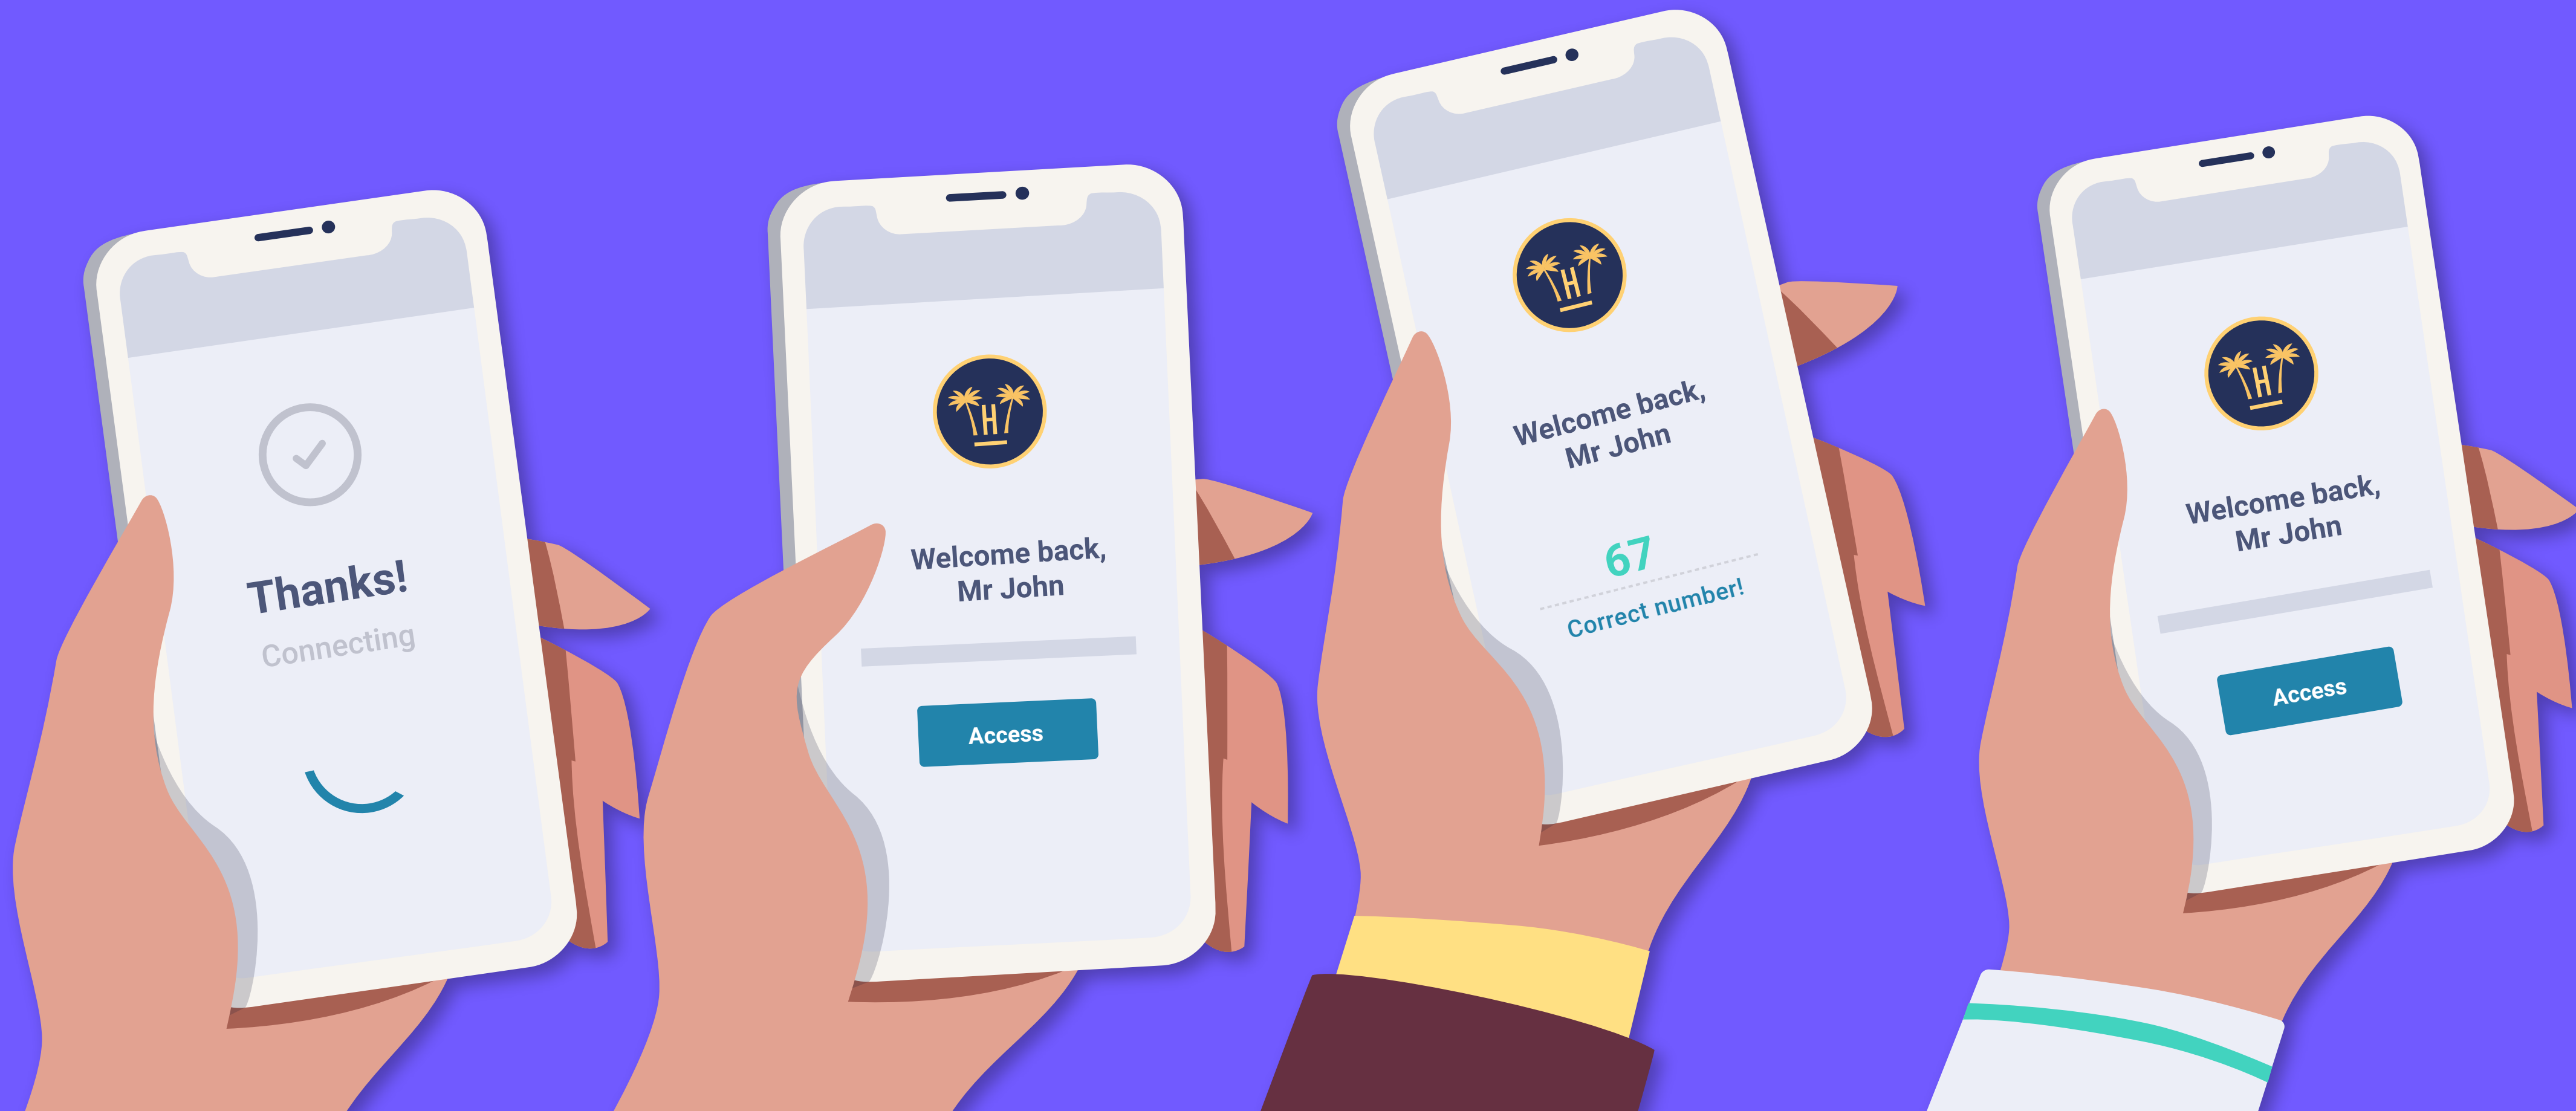 Thanks!
Connecting
H
Welcome back,
Mr John
Access
H
Welcome back,
Mr John
67
Correct number!
H
Welcome back,
Mr John
Access